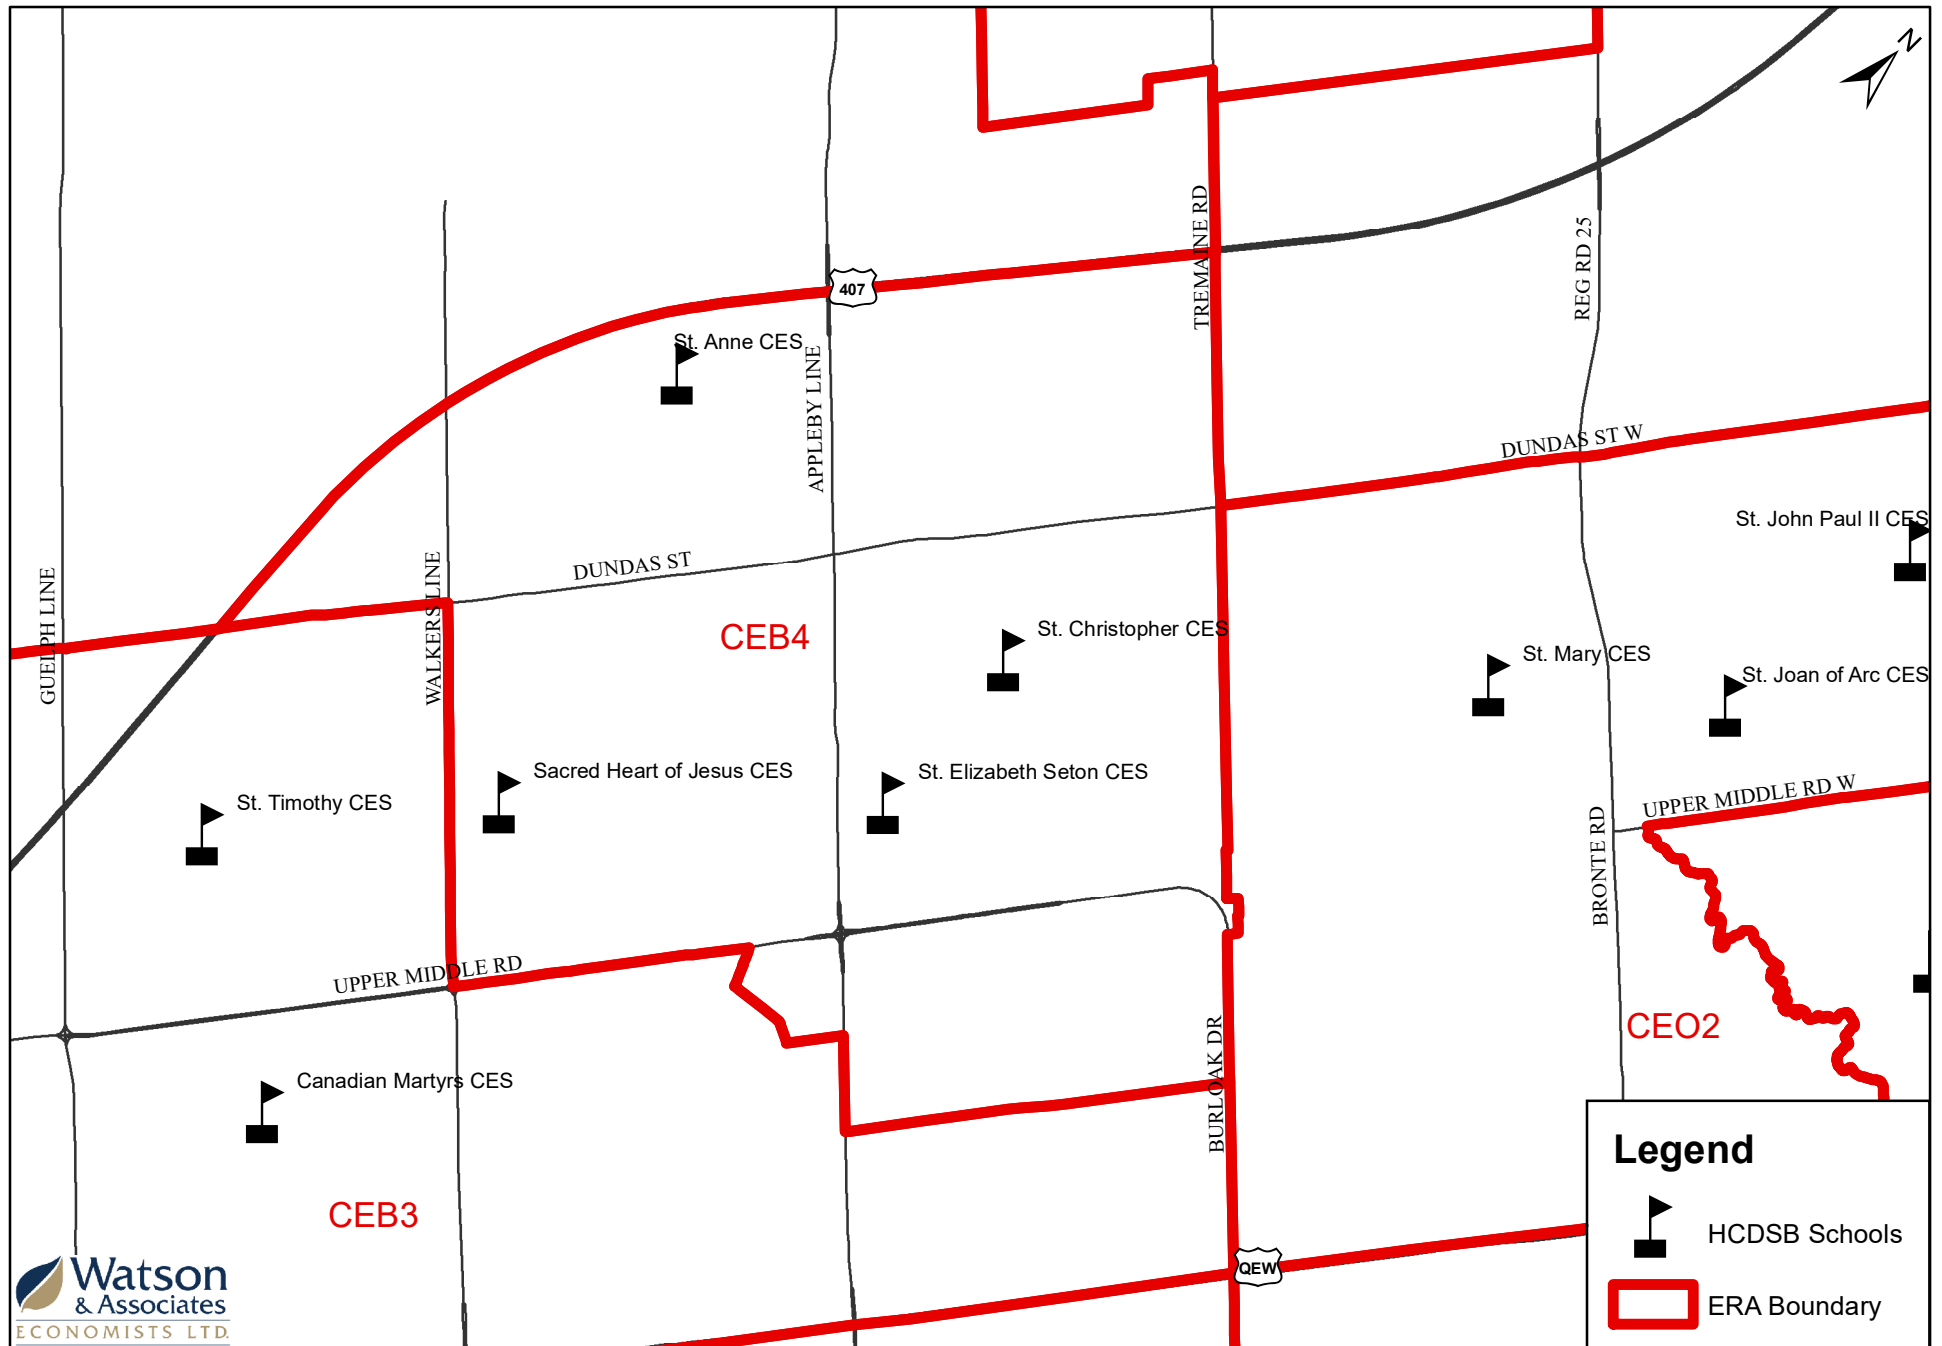 N
TREMAINE RD
REG RD 25
407
St. Anne CES
APPLEBY LINE
DUNDAS ST W
St. John Paul II CES
DUNDAS ST
WALKERS LINE
GUELPH LINE
CEB4
St. Christopher CES
St. Mary CES
St. Joan of Arc CES
Sacred Heart of Jesus CES
St. Elizabeth Seton CES
St. Timothy CES
UPPER MIDDLE RD W
BRONTE RD
UPPER MIDDLE RD
CEO2
BURLOAK DR
Canadian Martyrs CES
CEB3
QEW
Legend
HCDSB Schools
ERA Boundary
Watson
& Associates
ECONOMISTS LTD.